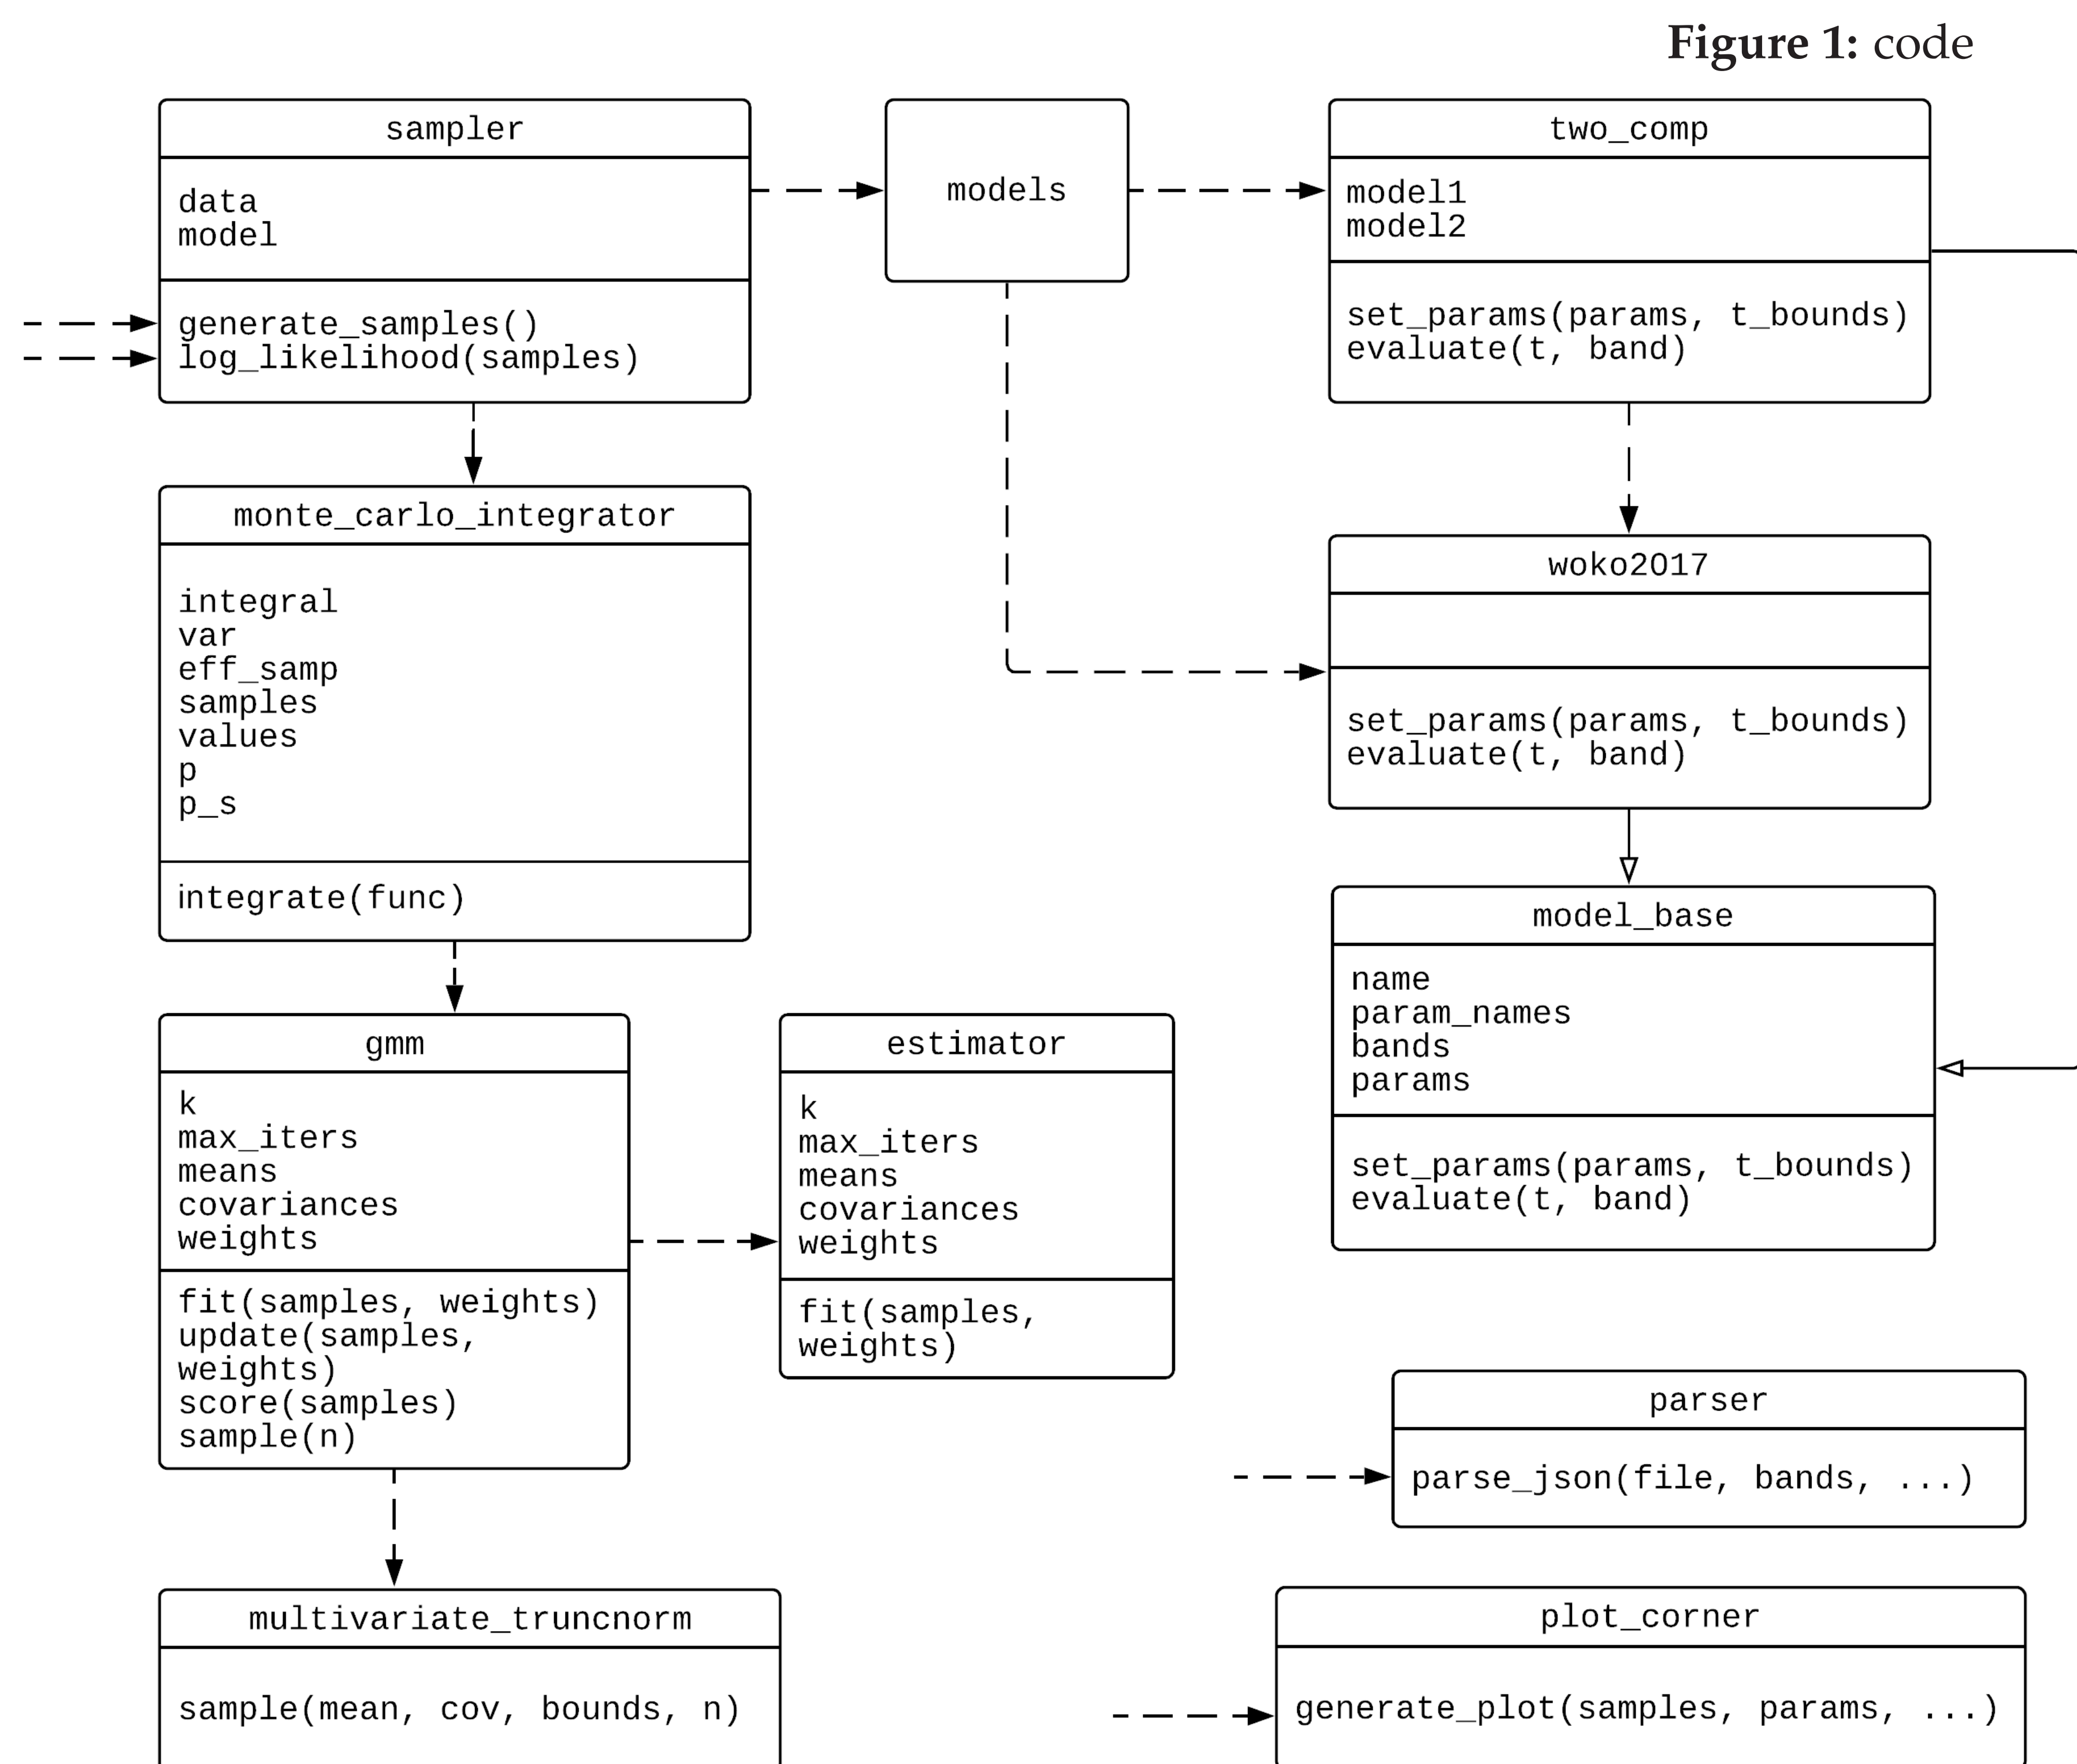 Figure 1: code
sampler
data
model
generate_samples()
log_likelihood(samples)
models
two_comp
model1
model2
set_params(params, t_bounds)
evaluate(t, band)
monte_carlo_integrator
integral
var
eff_samp
samples
values
p
p_s
integrate(func)
woko2017
set_params(params, t_bounds)
evaluate(t, band)
model_base
name
param_names
bands
params
set_params(params, t_bounds)
evaluate(t, band)
gmm
k
max_iters
means
covariances
weights
fit(samples, weights)
update(samples,
weights)
score(samples)
sample(n)
estimator
k
max_iters
means
covariances
weights
fit(samples,
weights)
parser
parse_json(file, bands, ...)
multivariate_truncnorm
sample(mean, cov, bounds, n)
plot_corner
generate_plot(samples, params, ...)